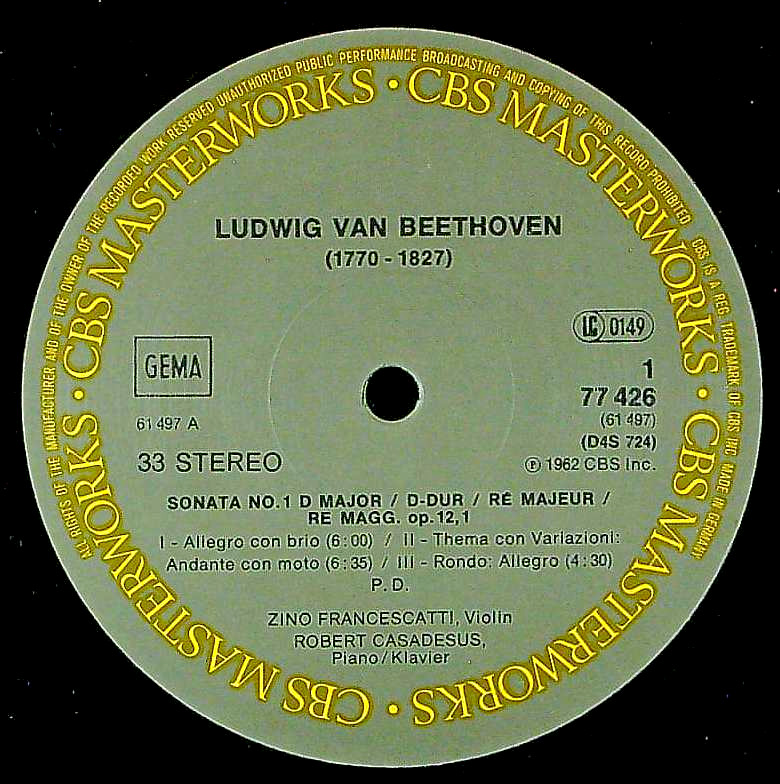 ALL RIGHTS OF THE MANUFACTURER AND OF THE OWNER OF THE RECORDED WORK RESERVED UNAUTHORIZED PUBLIC PERFORMANCE BROADCASTING AND COPYING OF THIS RECORD PROHIBITED CBS IS A REG. TRADEMARK OF CBS INC. MADE IN GERMANY
CBS MASTERWORKS · CBS MASTERWORKS · CBS MASTERWORKS · CBS MASTERWORKS · CBS MASTERWORKS ·
LUDWIG VAN BEETHOVEN
(1770 - 1827)
LC 0149
GEMA
1
77 426
61 497 A
(61 497)
(D4S 724)
33 STEREO
℗ 1962 CBS Inc.
SONATA NO.1 D MAJOR / D-DUR / RÉ MAJEUR /
RE MAGG. op.12,1
I - Allegro con brio (6:00) / II - Thema con Variazioni:
Andante con moto (6:35) / III - Rondo: Allegro (4:30)
P.D.
ZINO FRANCESCATTI, Violin
ROBERT CASADESUS,
Piano/Klavier